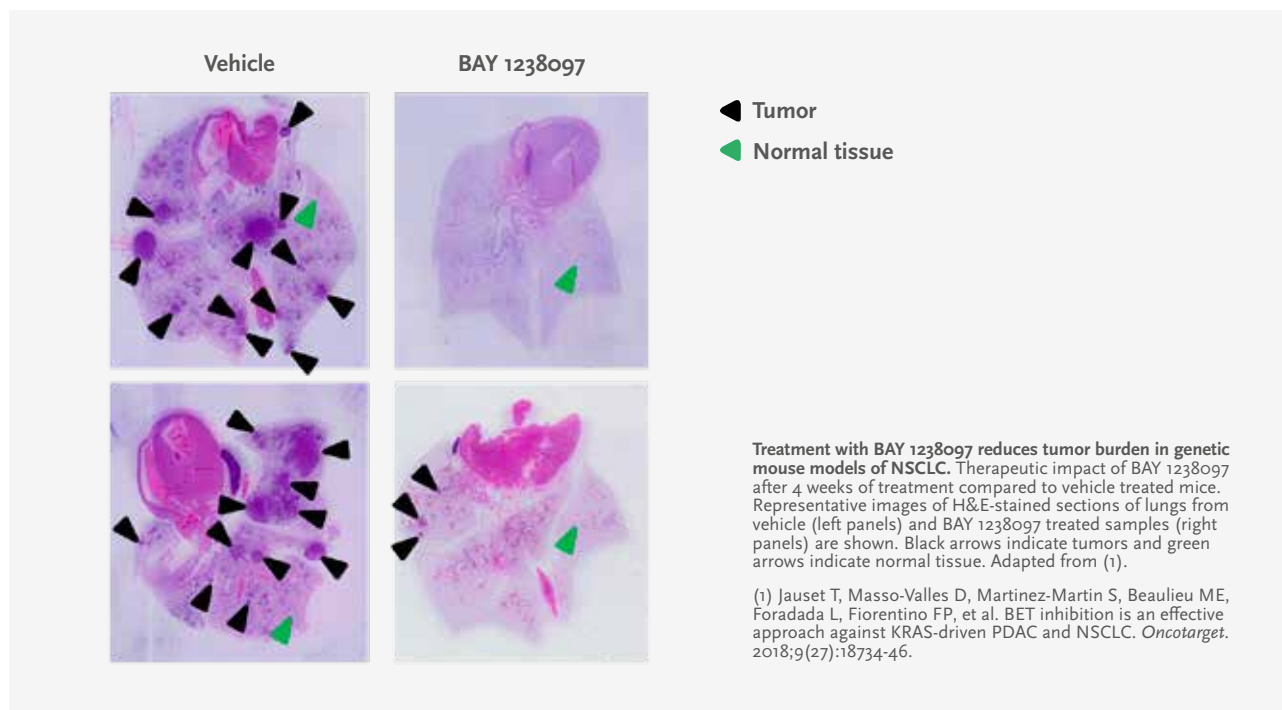 Vehicle
BAY 1238097
Tumor
Normal tissue
Treatment with BAY 1238097 reduces tumor burden in genetic
mouse models of NSCLC. Therapeutic impact of BAY 1238097
after 4 weeks of treatment compared to vehicle treated mice.
Representative images of H&E-stained sections of lungs from
vehicle (left panels) and BAY 1238097 treated samples (right
panels) are shown. Black arrows indicate tumors and green
arrows indicate normal tissue. Adapted from (1).
(1) Jauset T, Masso-Valles D, Martinez-Martin S, Beaulieu ME,
Foradada L, Fiorentino FP, et al. BET inhibition is an effective
approach against KRAS-driven PDAC and NSCLC. Oncotarget.
2018;9(27):18734-46.